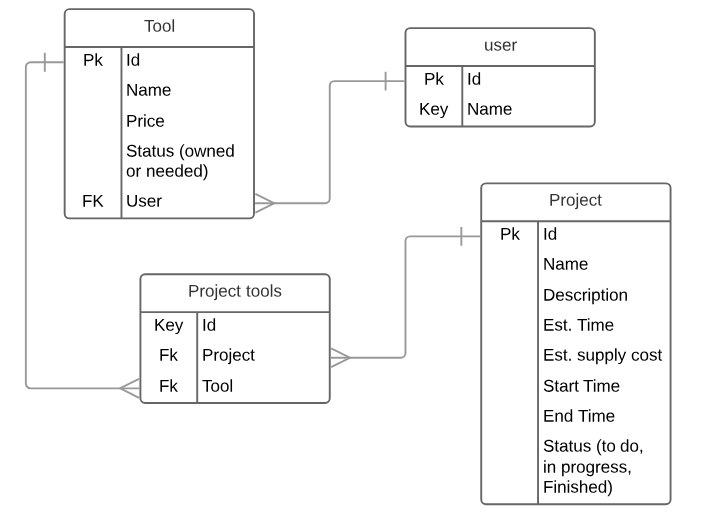 Tool
Pk Id
Name
Price
Status (owned
or needed)
FK User
user
Pk Id
Key Name
Project
Pk Id
Name
Description
Est. Time
Est. supply cost
Start Time
End Time
Status (to do,
in progress,
Finished)
Project tools
Key Id
Fk Project
Fk Tool